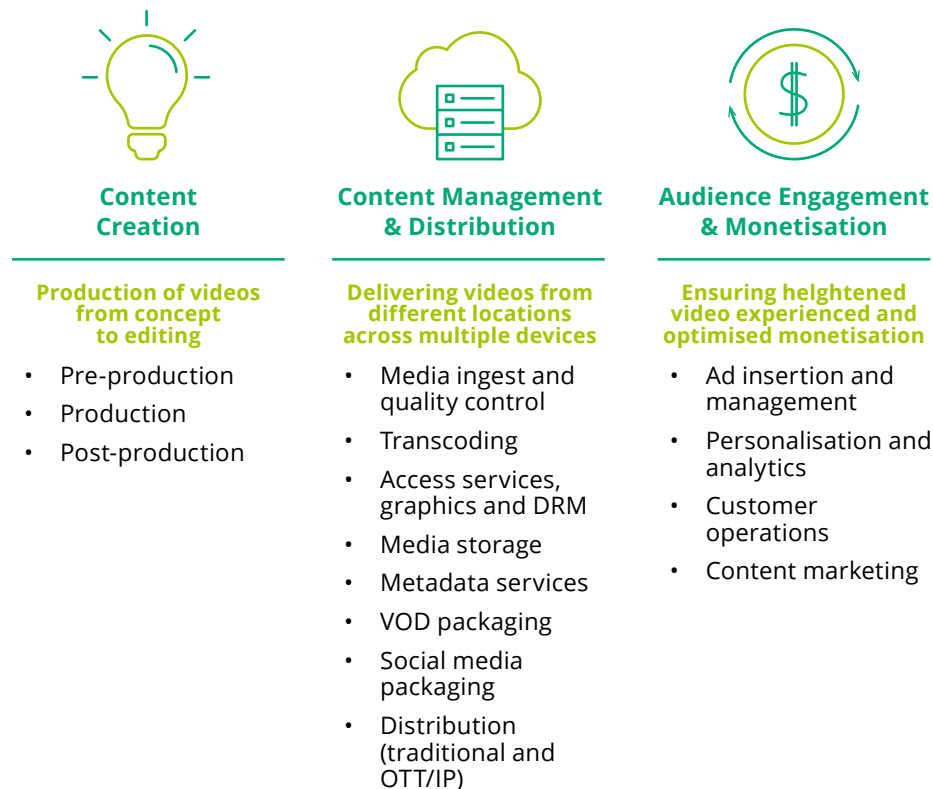 Content
Creation
Production of videos
from concept
to editing
• Pre-production
• Production
• Post-production
Content Management
& Distribution
Delivering videos from
different locations
across multiple devices
• Media ingest and
quality control
• Transcoding
• Access services,
graphics and DRM
• Media storage
• Metadata services
• VOD packaging
• Social media
packaging
• Distribution
(traditional and
OTT/IP)
Audience Engagement
& Monetisation
Ensuring helghtened
video experienced and
optimised monetisation
• Ad insertion and
management
• Personalisation and
analytics
• Customer
operations
• Content marketing